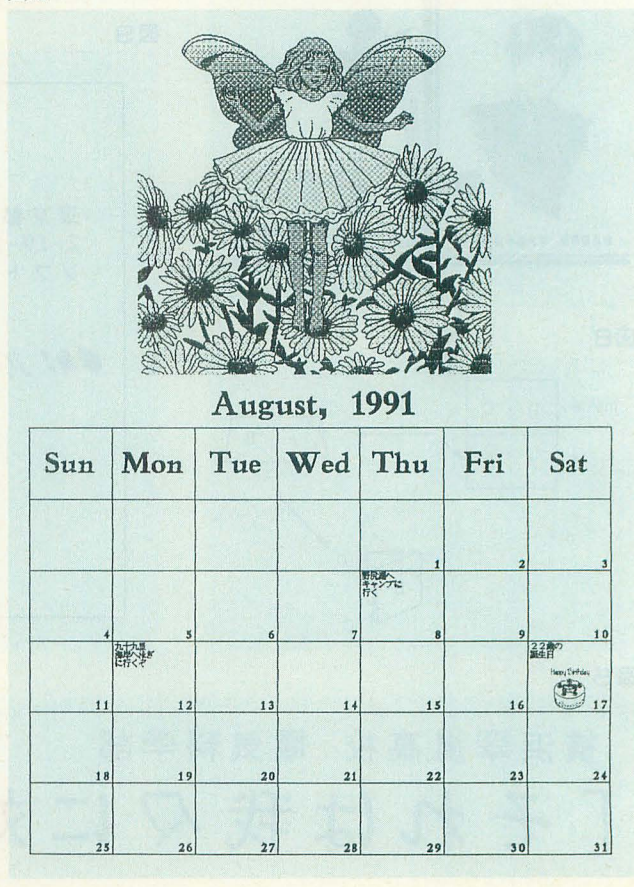 August, 1991
Sun Mon Tue Wed Thu Fri Sat
1 2 3
野尻湖へ
キャンプに
行く
4 5 6 7 8 9 10
九十九里
海岸へ泳ぎ
に行くぞ
22歳の
誕生日
Happy Birthday
11 12 13 14 15 16 17
18 19 20 21 22 23 24
25 26 27 28 29 30 31